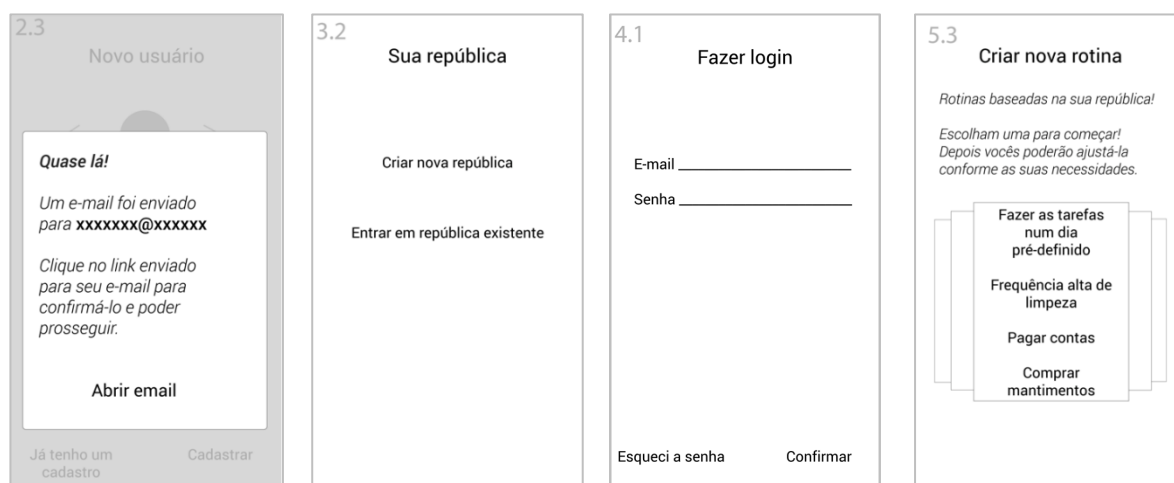 2.3
Novo usuário
Quase lá!
Um e-mail foi enviado
para xxxxxxx@xxxxxx
Clique no link enviado
para seu e-mail para
confirmá-lo e poder
prosseguir.
Abrir email
Já tenho um
cadastro
Cadastrar
3.2
Sua república
Criar nova república
Entrar em república existente
4.1
Fazer login
E-mail
Senha
Esqueci a senha
Confirmar
5.3
Criar nova rotina
Rotinas baseadas na sua república!
Escolham uma para começar!
Depois vocês poderão ajustá-la
conforme as suas necessidades.
Fazer as tarefas
num dia
pré-definido
Frequência alta de
limpeza
Pagar contas
Comprar
mantimentos